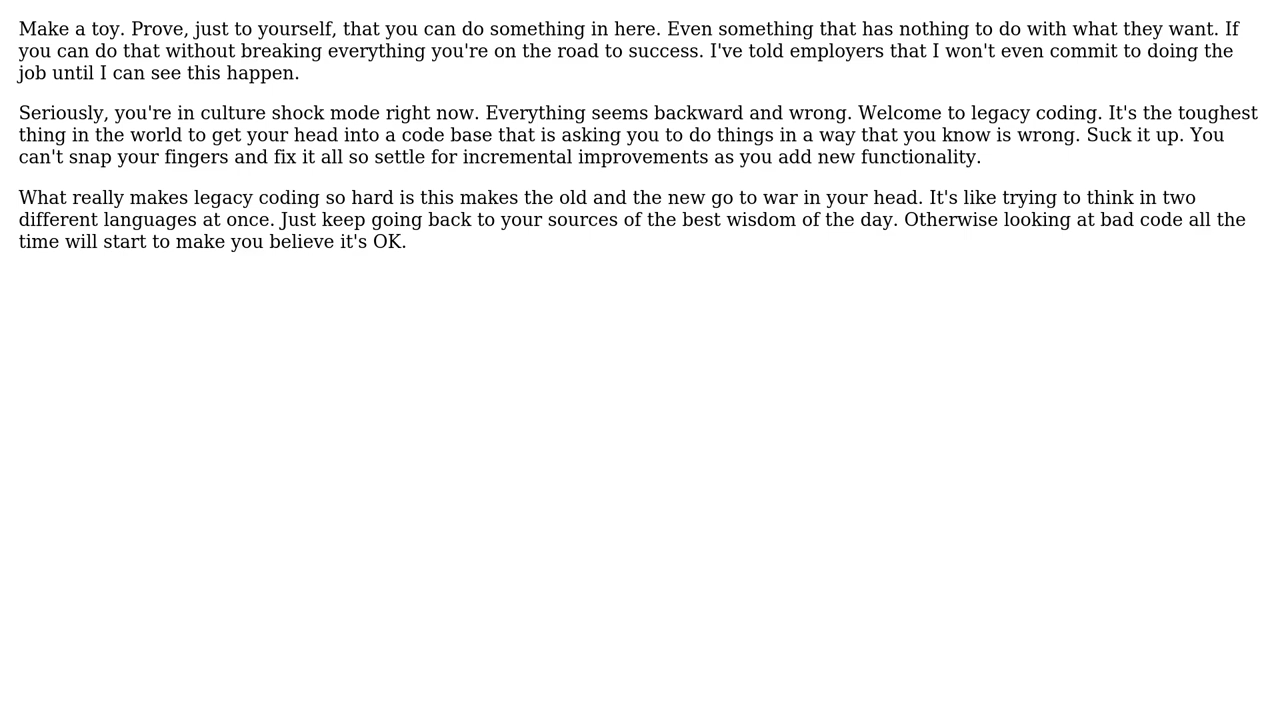 Make a toy. Prove, just to yourself, that you can do something in here. Even something that has nothing to do with what they want. If
you can do that without breaking everything you're on the road to success. I've told employers that I won't even commit to doing the
job until I can see this happen.
Seriously, you're in culture shock mode right now. Everything seems backward and wrong. Welcome to legacy coding. It's the toughest
thing in the world to get your head into a code base that is asking you to do things in a way that you know is wrong. Suck it up. You
can't snap your fingers and fix it all so settle for incremental improvements as you add new functionality.
What really makes legacy coding so hard is this makes the old and the new go to war in your head. It's like trying to think in two
different languages at once. Just keep going back to your sources of the best wisdom of the day. Otherwise looking at bad code all the
time will start to make you believe it's OK.